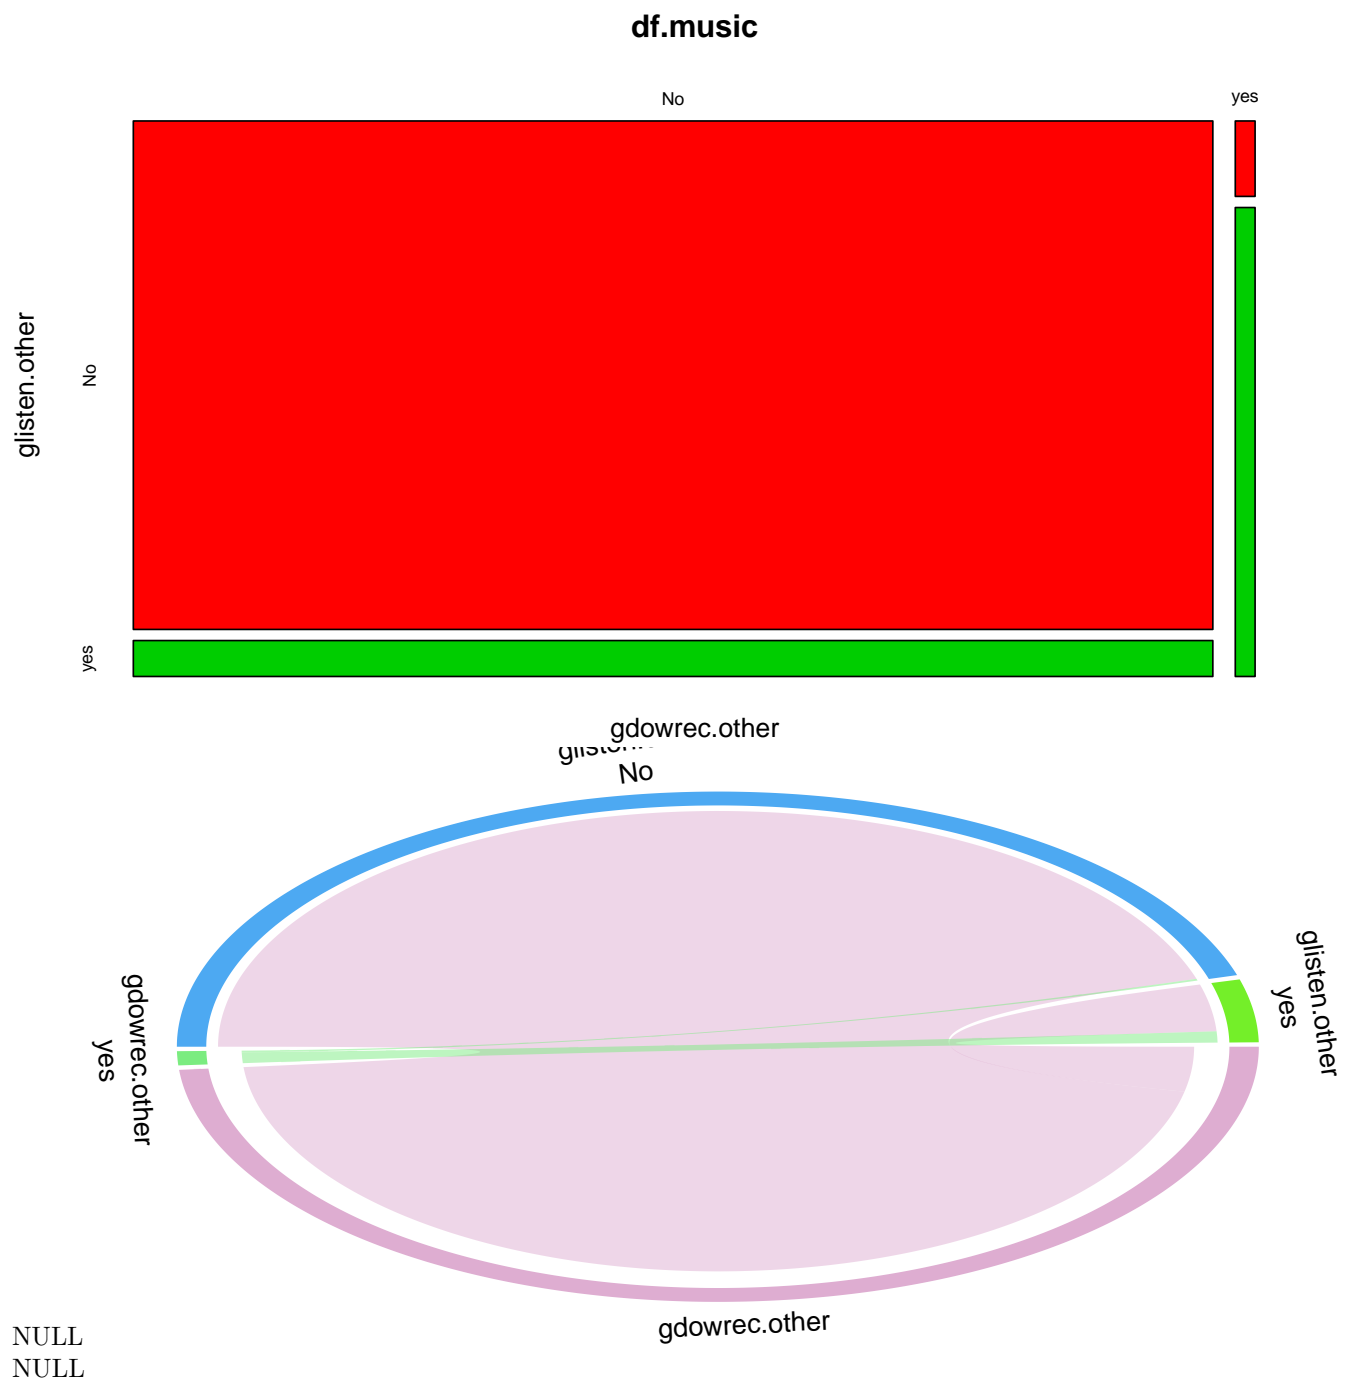 df.music
No
yes
glisten.other
No
yes
gdowrec.other
No
glisten.other
yes
gdowrec.other
yes
gdowrec.other
NULL
NULL